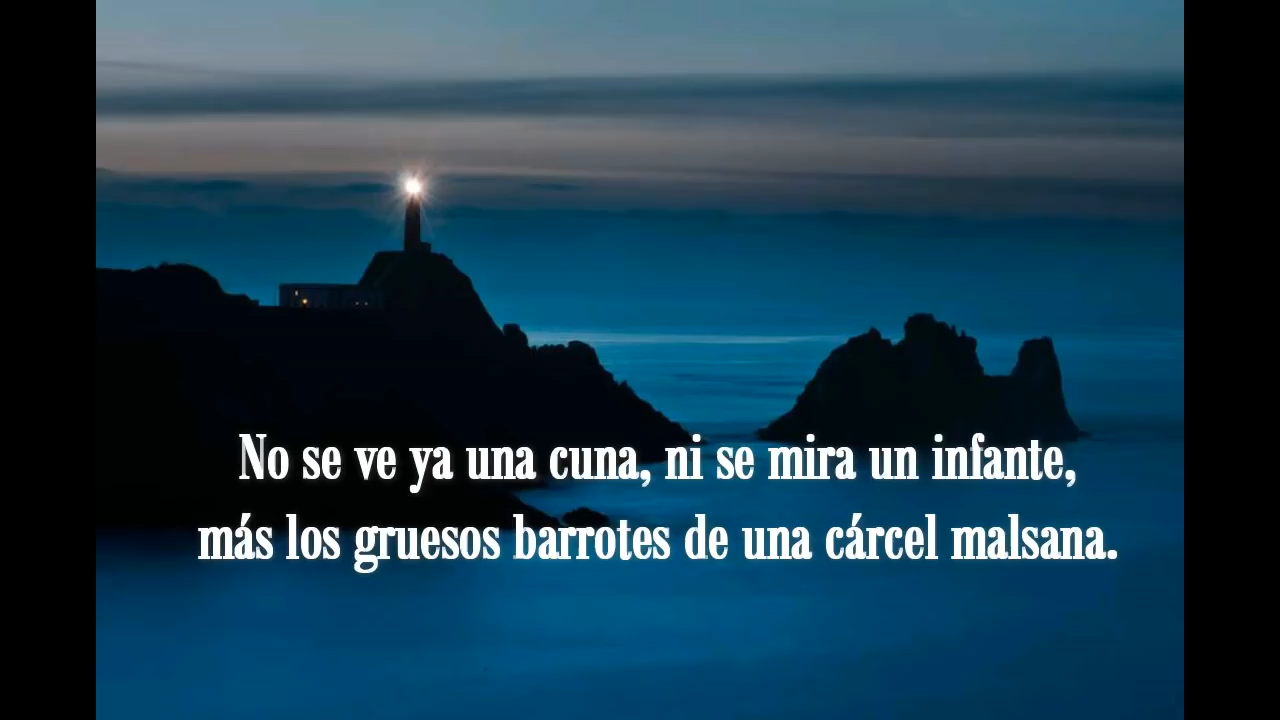 No se ve ya una cuna, ni se mira un infante,
más los gruesos barrotes de una cárcel malsana.